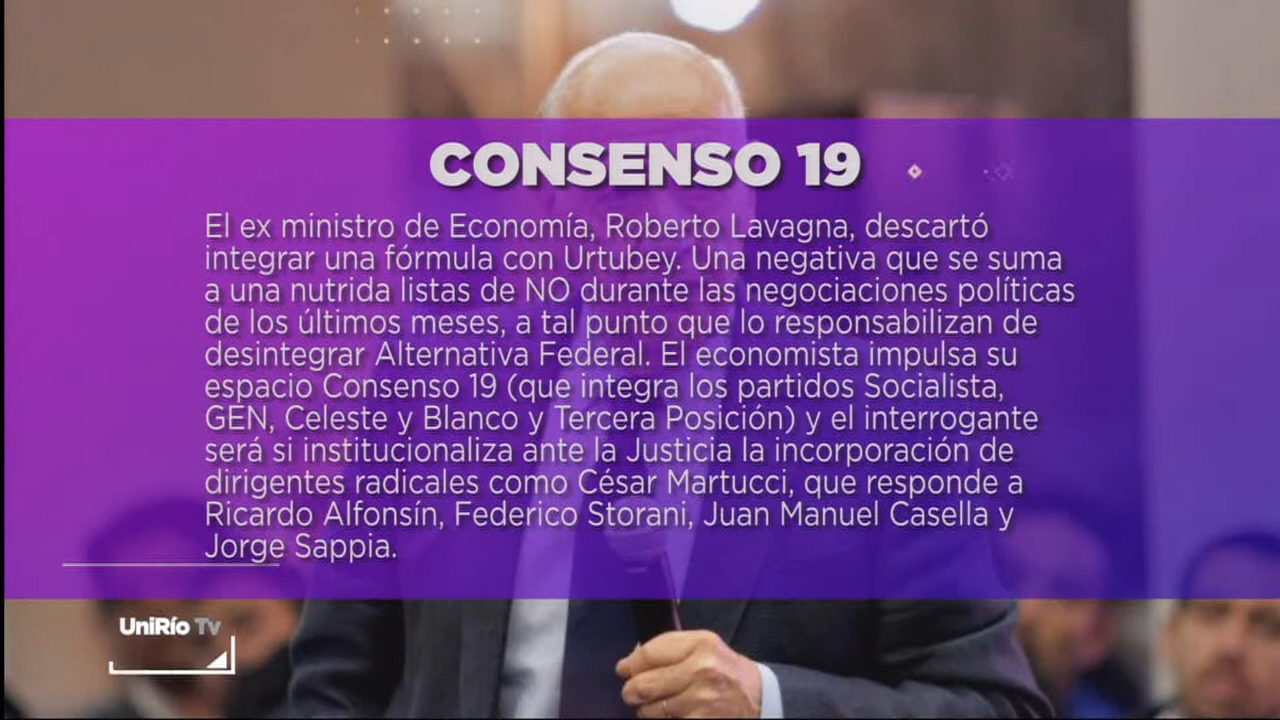 CONSENSO 19
El ex ministro de Economía, Roberto Lavagna, descartó
integrar una fórmula con Urtubey. Una negativa que se suma
a una nutrida listas de NO durante las negociaciones políticas
de los últimos meses, a tal punto que lo responsabilizan de
desintegrar Alternativa Federal. El economista impulsa su
espacio Consenso 19 (que integra los partidos Socialista,
GEN, Celeste y Blanco y Tercera Posición) y el interrogante
será si institucionaliza ante la Justicia la incorporación de
dirigentes radicales como César Martucci, que responde a
Ricardo Alfonsín, Federico Storani, Juan Manuel Casella y
Jorge Sappia.
UniRío Tv